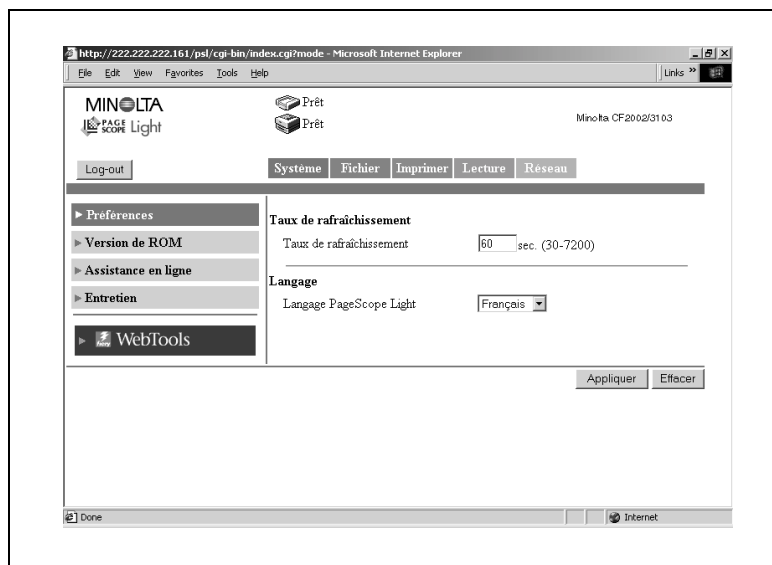 http://222.222.222.161/psl/cgi-bin/index.cgi?mode - Microsoft Internet Explorer
File Edit View Favorites Tools Help
Links »
MINOLTA
PAGE SCOPE Light
Prêt
Prêt
Minolta CF2002/3103
Log-out
Système Fichier Imprimer Lecture Réseau
Préférences
Version de ROM
Assistance en ligne
Entretien
WebTools
Taux de rafraîchissement
Taux de rafraîchissement 60 sec. (30-7200)
Langage
Langage PageScope Light Français
Appliquer Effacer
Done
Internet